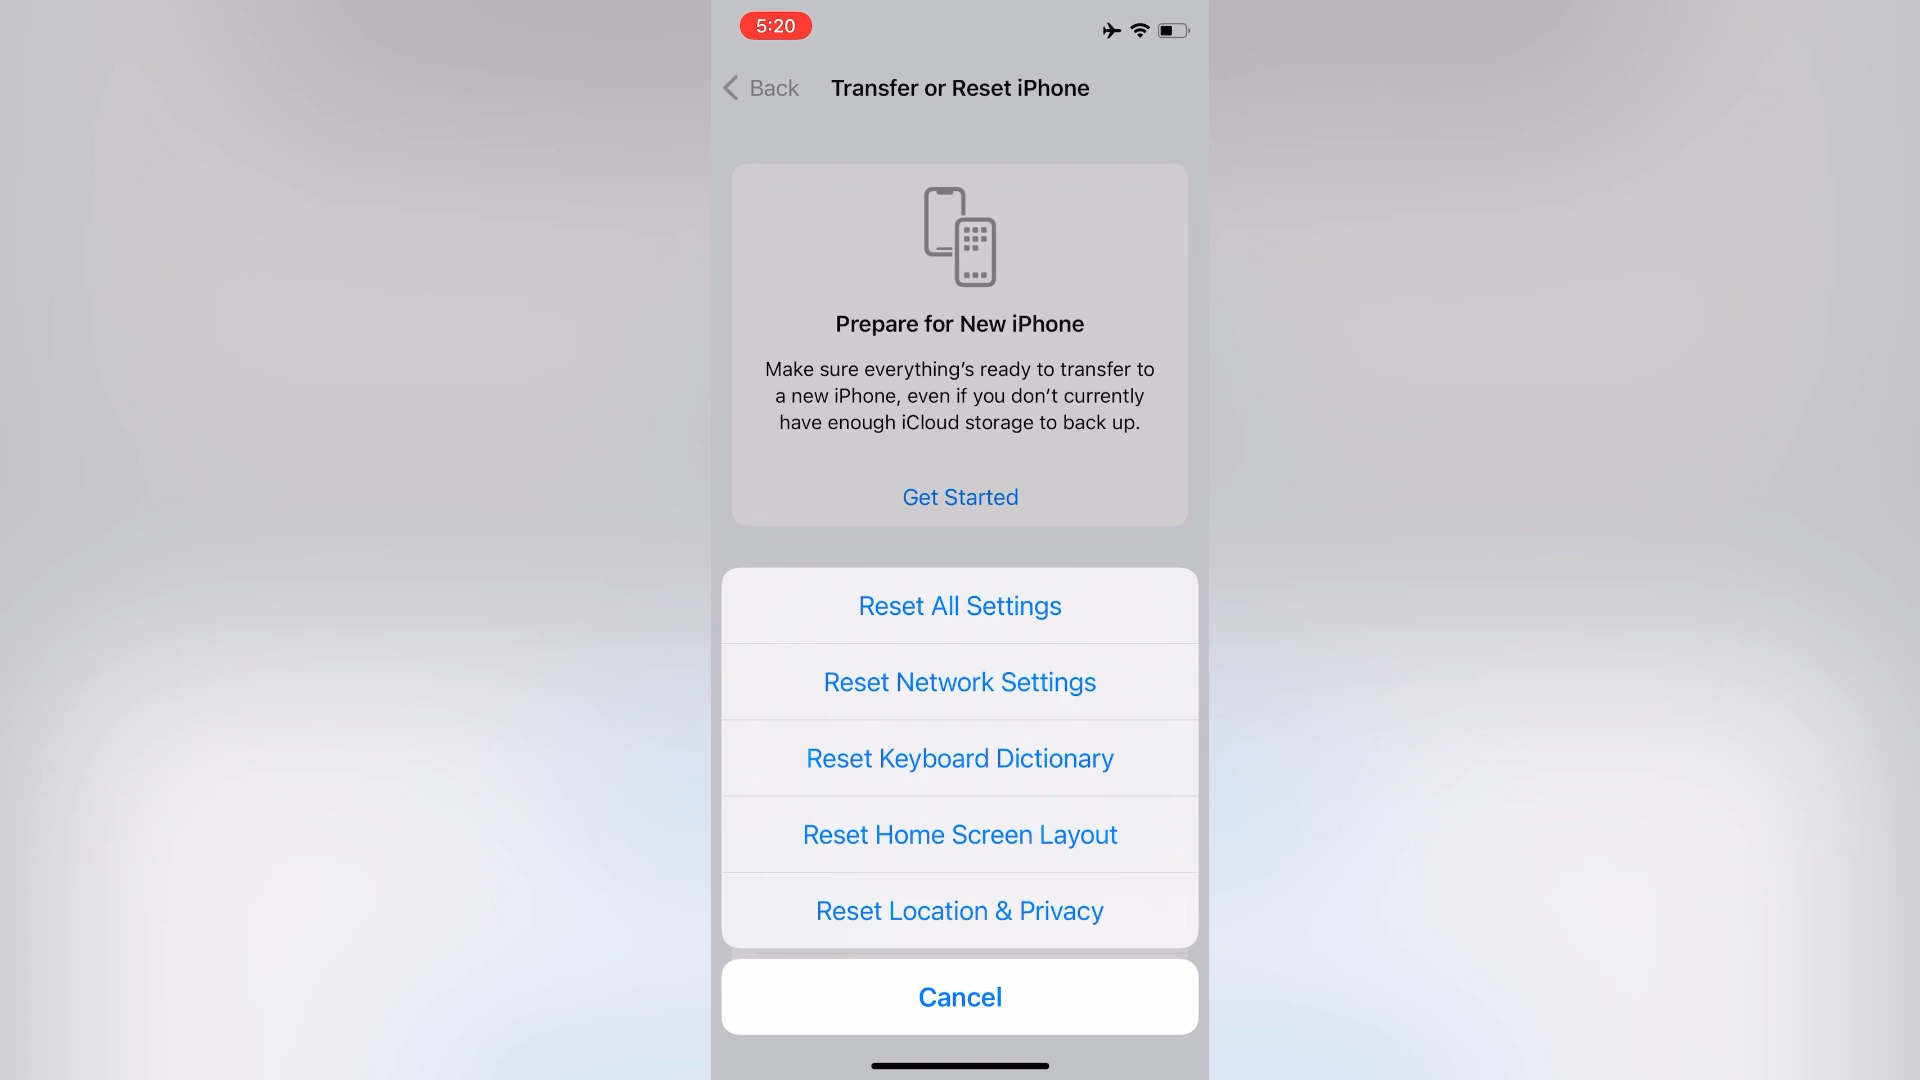 5:20
Back
Transfer or Reset iPhone
Prepare for New iPhone
Make sure everything’s ready to transfer to
a new iPhone, even if you don’t currently
have enough iCloud storage to back up.
Get Started
Reset All Settings
Reset Network Settings
Reset Keyboard Dictionary
Reset Home Screen Layout
Reset Location & Privacy
Cancel